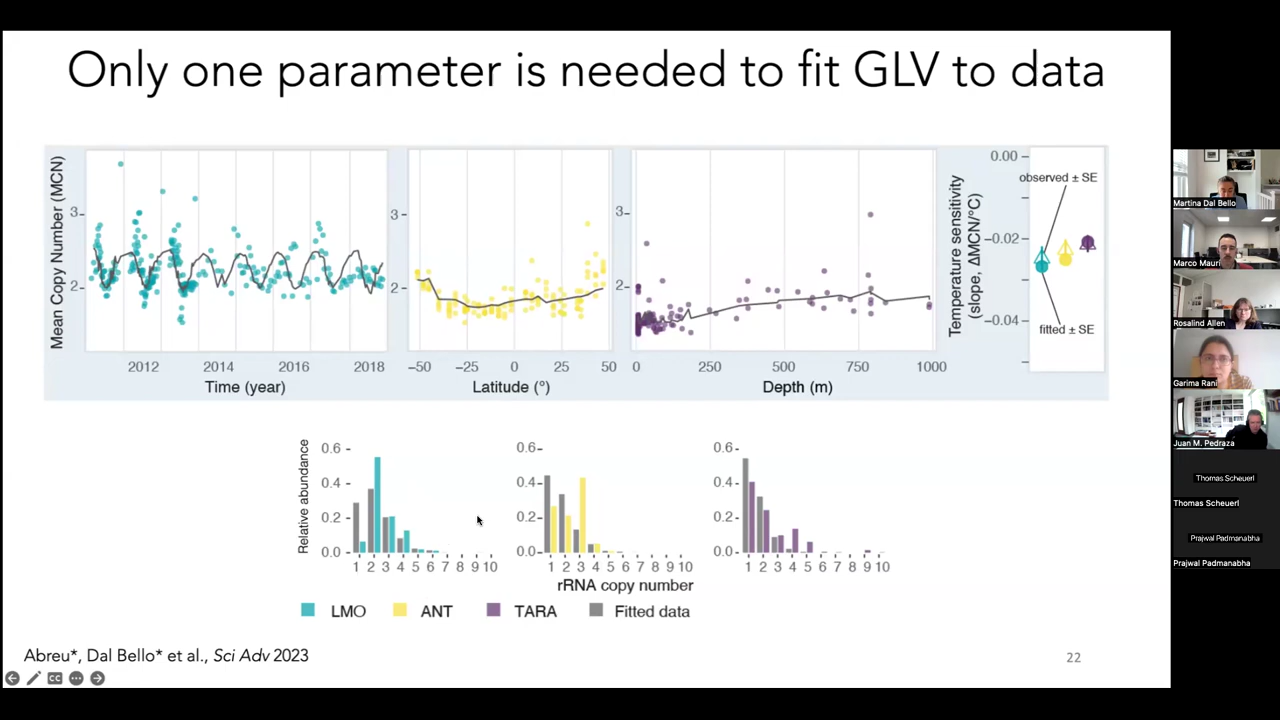 Only one parameter is needed to fit GLV to data
Mean Copy Number (MCN)
3
2
2012 2014 2016 2018
Time (year)
3
2
−50 −25 0 25 50
Latitude (°)
3
2
0 250 500 750 1000
Depth (m)
Temperature sensitivity
(slope, ΔMCN/°C)
0.00
−0.02
−0.04
observed ± SE
fitted ± SE
Relative abundance
0.6
0.4
0.2
0.0
1 2 3 4 5 6 7 8 9 10
0.6
0.4
0.2
0.0
1 2 3 4 5 6 7 8 9 10
0.6
0.4
0.2
0.0
1 2 3 4 5 6 7 8 9 10
rRNA copy number
LMO ANT TARA Fitted data
Abreu*, Dal Bello* et al., Sci Adv 2023
22
CC
Martina Dal Bello
Marco Mauri
Rosalind Allen
Garima Rani
Juan M. Pedraza
Thomas Scheuerl
Thomas Scheuerl
Prajwal Padmanabha
Prajwal Padmanabha